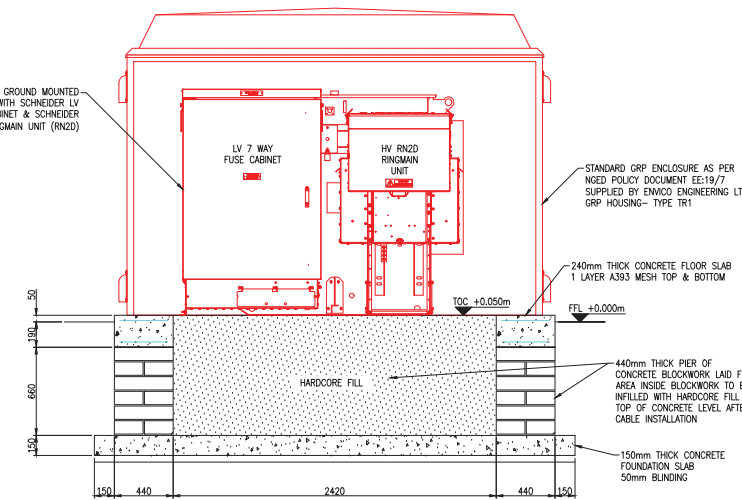 GROUND MOUNTED
WITH SCHNEIDER LV
& SCHNEIDER
UNIT (RN2D)
LV 7 WAY
FUSE CABINET
HV RN2D
RINGMAIN
UNIT
STANDARD GRP ENCLOSURE AS PER
NGED POLICY DOCUMENT EE:19/7
SUPPLIED BY ENVICO ENGINEERING
GRP HOUSING- TYPE TR1
240mm THICK CONCRETE FLOOR SLAB
1 LAYER A393 MESH TOP & BOTTOM
TOC +0.050m
FFL +0.000m
50
190
660
150
HARDCORE FILL
440mm THICK PIER OF
CONCRETE BLOCKWORK LAID
AREA INSIDE BLOCKWORK TO
INFILLED WITH HARDCORE FILL
TOP OF CONCRETE LEVEL
CABLE INSTALLATION
150mm THICK CONCRETE
FOUNDATION SLAB
50mm BLINDING
150
440
2420
440
150